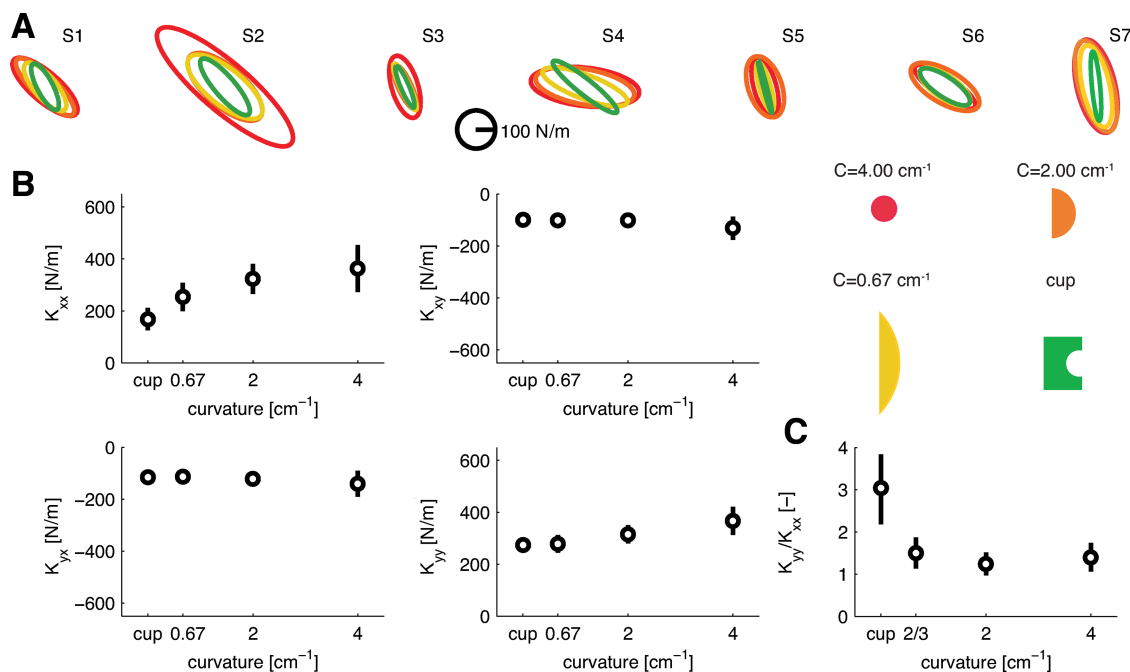 A
S1 S2 S3 S4 S5 S6 S7
100 N/m
B
600
400
200
0
Kxx [N/m]
cup 0.67 2 4
curvature [cm⁻¹]
0
−200
−400
−600
Kxy [N/m]
cup 0.67 2 4
curvature [cm⁻¹]
C=4.00 cm⁻¹ C=2.00 cm⁻¹
C=0.67 cm⁻¹ cup
0
−200
−400
−600
Kyx [N/m]
cup 0.67 2 4
curvature [cm⁻¹]
600
400
200
0
Kyy [N/m]
cup 0.67 2 4
curvature [cm⁻¹]
C
4
3
2
1
0
Kyy/Kxx [−]
cup 2/3 2 4
curvature [cm⁻¹]